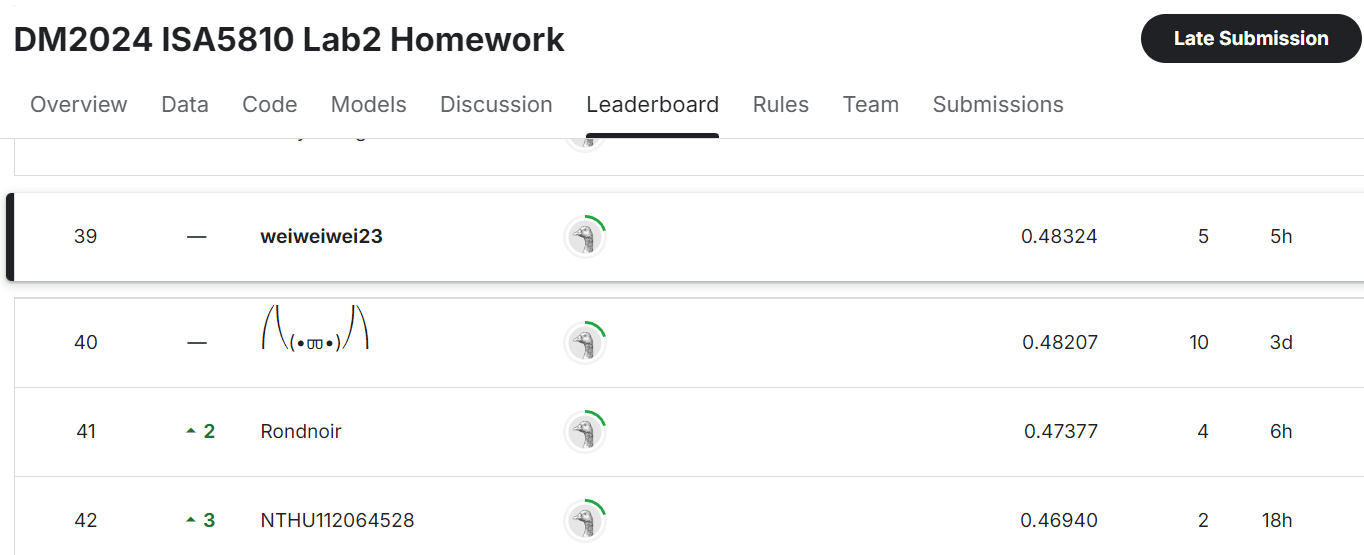 DM2024 ISA5810 Lab2 Homework
Late Submission
Overview Data Code Models Discussion Leaderboard Rules Team Submissions
39 — weiweiwei23 0.48324 5 5h
40 — ⎛⎝(•ⱅ•)⎠⎞ 0.48207 10 3d
41 2 Rondnoir 0.47377 4 6h
42 3 NTHU112064528 0.46940 2 18h